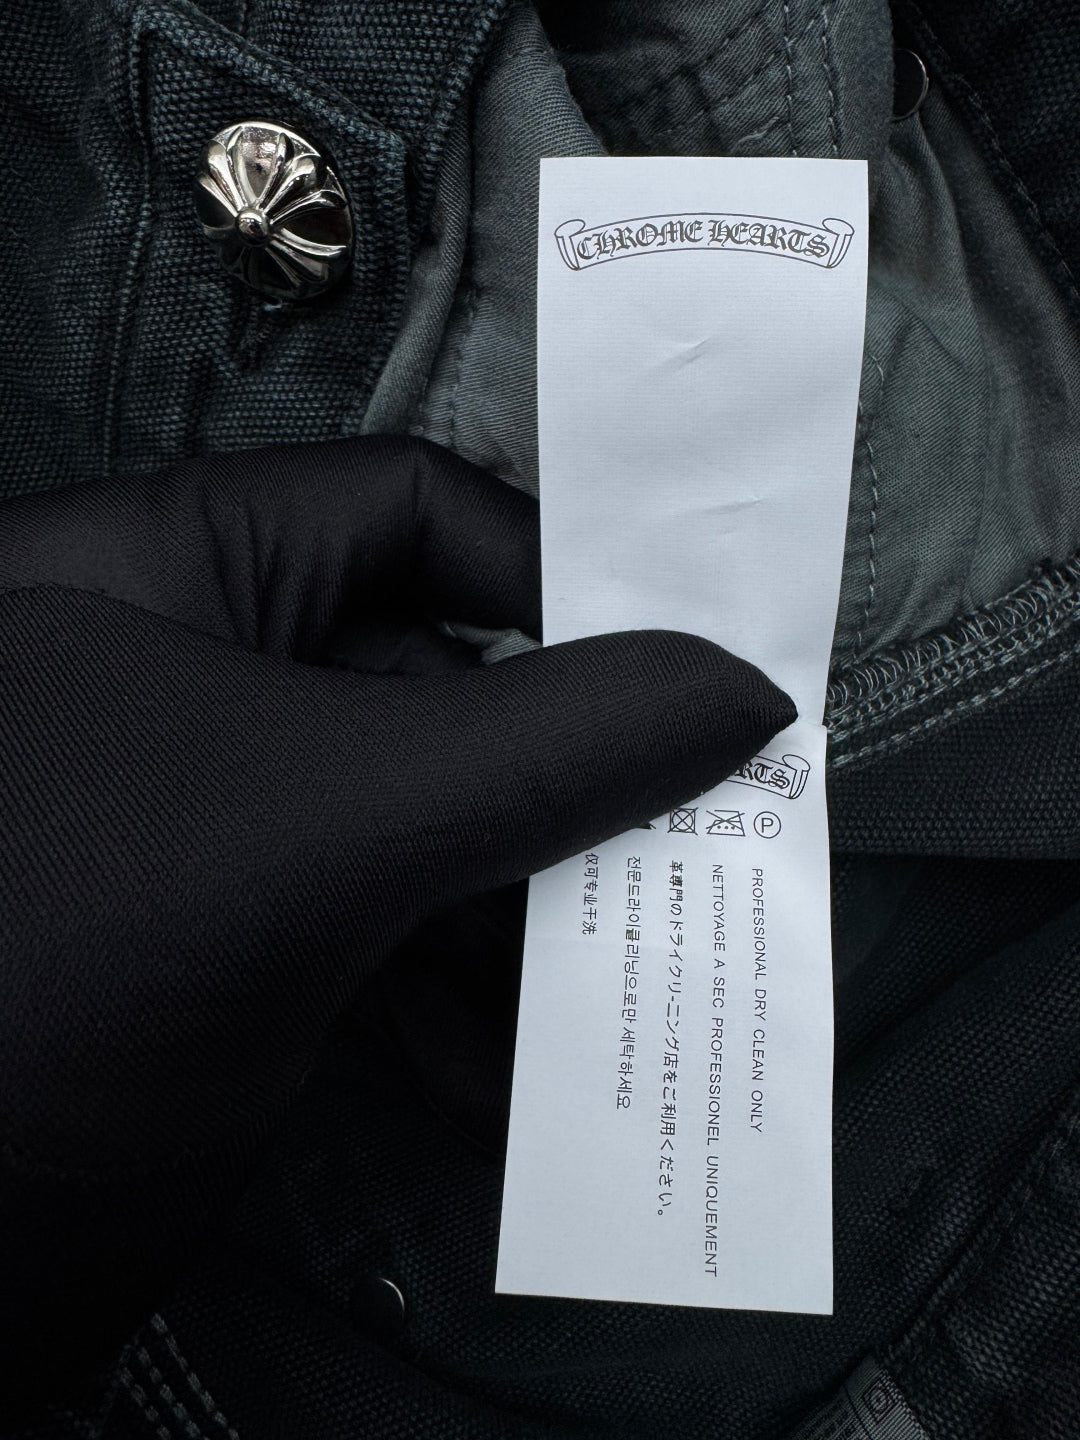 CHROME HEARTS
RTS
P
PROFESSIONAL DRY CLEAN ONLY
NETTOYAGE A SEC PROFESSIONEL UNIQUEMENT
革専門のドライクリーニング店をご利用ください。
전문드라이클리닝으로만 세탁하세요
仅可专业干洗